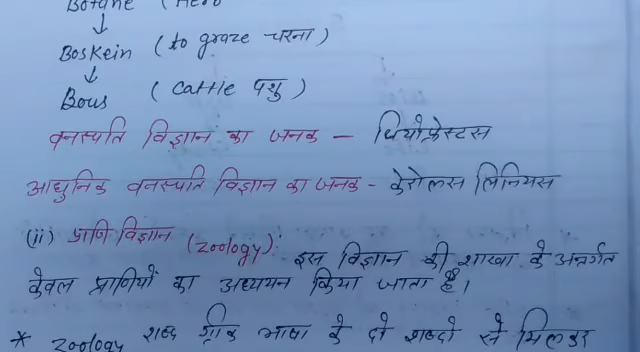 Botane (Herb
↓
Boskein (to graze चरना)
↓
Bous (cattle पशु)
वनस्पति विज्ञान का जनक – थियोफ्रेस्टस
आधुनिक वनस्पति विज्ञान का जनक - केरोलस लिनियस
(ii) प्राणि विज्ञान (zoology): इस विज्ञान की शाखा के अन्तर्गत
केवल प्राणियों का अध्ययन किया जाता है।
* zoology शब्द ग्रीक भाषा के दो शब्दो से मिलकर